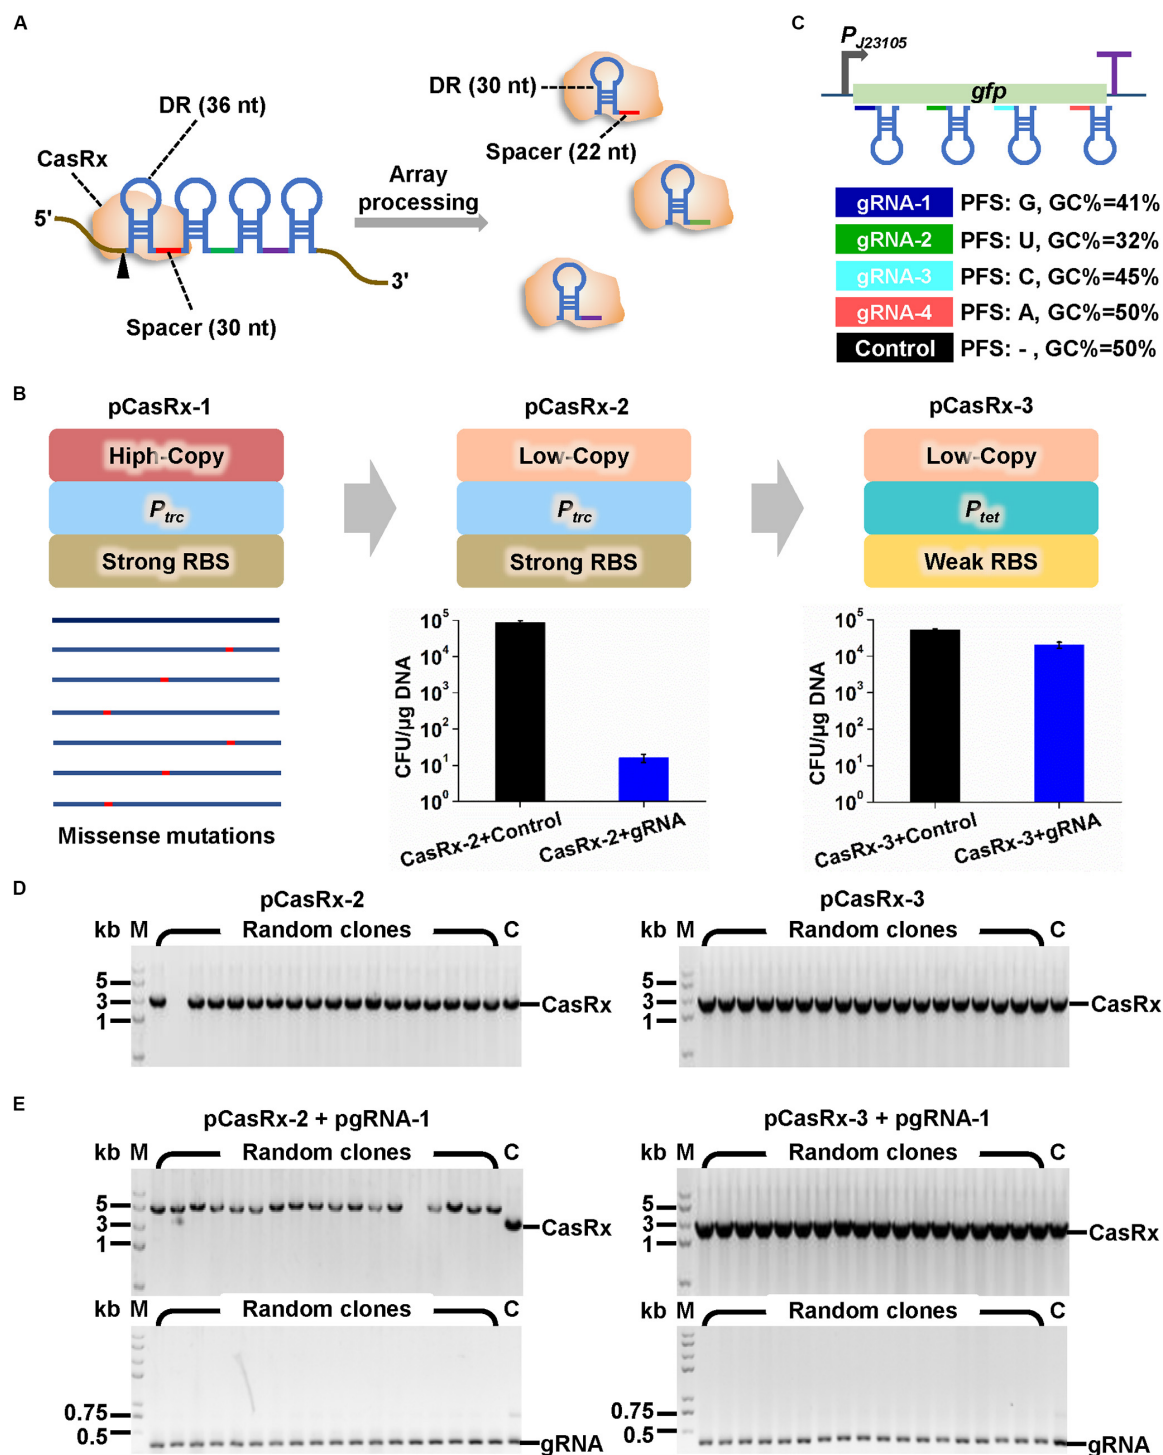 A
DR (36 nt)
CasRx
5'
3'
Spacer (30 nt)
Array
processing
DR (30 nt)
Spacer (22 nt)
C
P J23105
gfp
gRNA-1 PFS: G, GC%=41%
gRNA-2 PFS: U, GC%=32%
gRNA-3 PFS: C, GC%=45%
gRNA-4 PFS: A, GC%=50%
Control PFS: - , GC%=50%
B
pCasRx-1
Hiph-Copy
Ptrc
Strong RBS
Missense mutations
pCasRx-2
Low-Copy
Ptrc
Strong RBS
CFU/µg DNA
10^5
10^4
10^3
10^2
10^1
10^0
CasRx-2+Control
CasRx-2+gRNA
pCasRx-3
Low-Copy
Ptet
Weak RBS
CFU/µg DNA
10^5
10^4
10^3
10^2
10^1
10^0
CasRx-3+Control
CasRx-3+gRNA
D
pCasRx-2
kb M Random clones C
5
3
1
CasRx
pCasRx-3
kb M Random clones C
5
3
1
CasRx
E
pCasRx-2 + pgRNA-1
kb M Random clones C
5
3
1
CasRx
kb M Random clones C
0.75
0.5
gRNA
pCasRx-3 + pgRNA-1
kb M Random clones C
5
3
1
CasRx
kb M Random clones C
0.75
0.5
gRNA